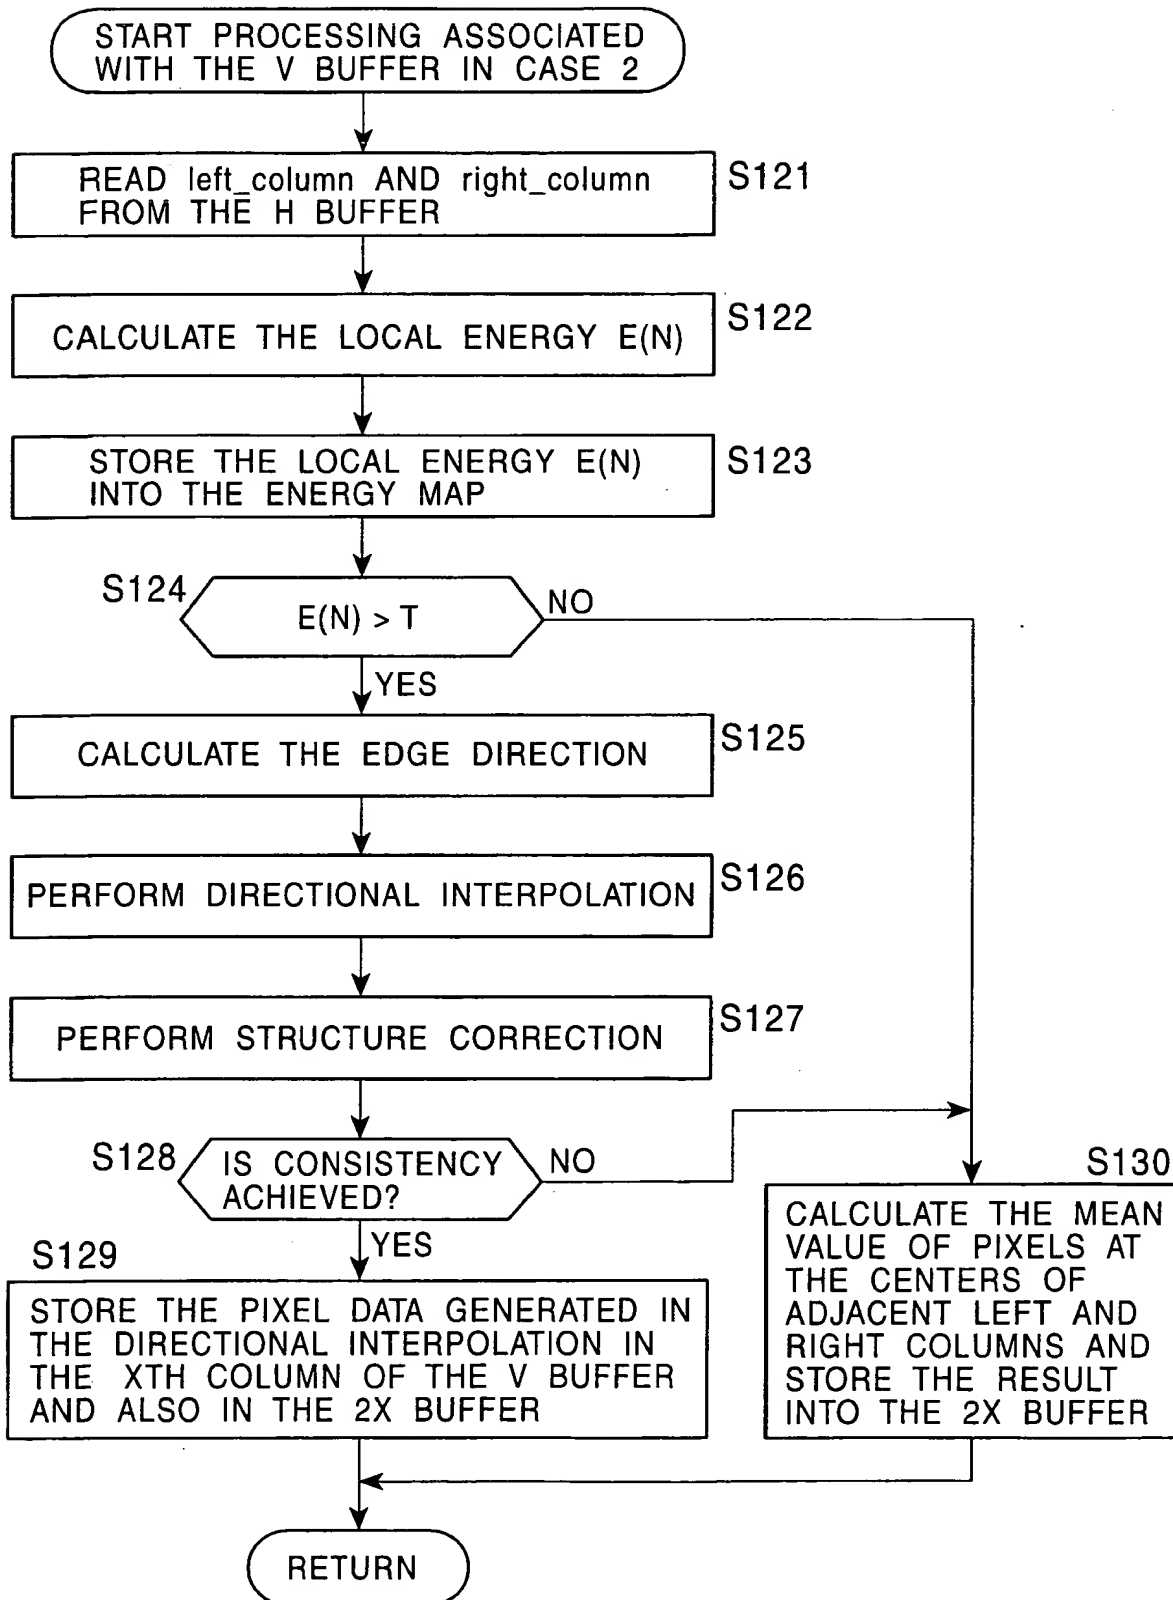 START PROCESSING ASSOCIATED
WITH THE V BUFFER IN CASE 2
READ left_column AND right_column
FROM THE H BUFFER
S121
CALCULATE THE LOCAL ENERGY E(N)
S122
STORE THE LOCAL ENERGY E(N)
INTO THE ENERGY MAP
S123
S124
E(N) > T
NO
YES
CALCULATE THE EDGE DIRECTION
S125
PERFORM DIRECTIONAL INTERPOLATION
S126
PERFORM STRUCTURE CORRECTION
S127
S128
IS CONSISTENCY
ACHIEVED?
NO
YES
S129
STORE THE PIXEL DATA GENERATED IN
THE DIRECTIONAL INTERPOLATION IN
THE XTH COLUMN OF THE V BUFFER
AND ALSO IN THE 2X BUFFER
S130
CALCULATE THE MEAN
VALUE OF PIXELS AT
THE CENTERS OF
ADJACENT LEFT AND
RIGHT COLUMNS AND
STORE THE RESULT
INTO THE 2X BUFFER
RETURN